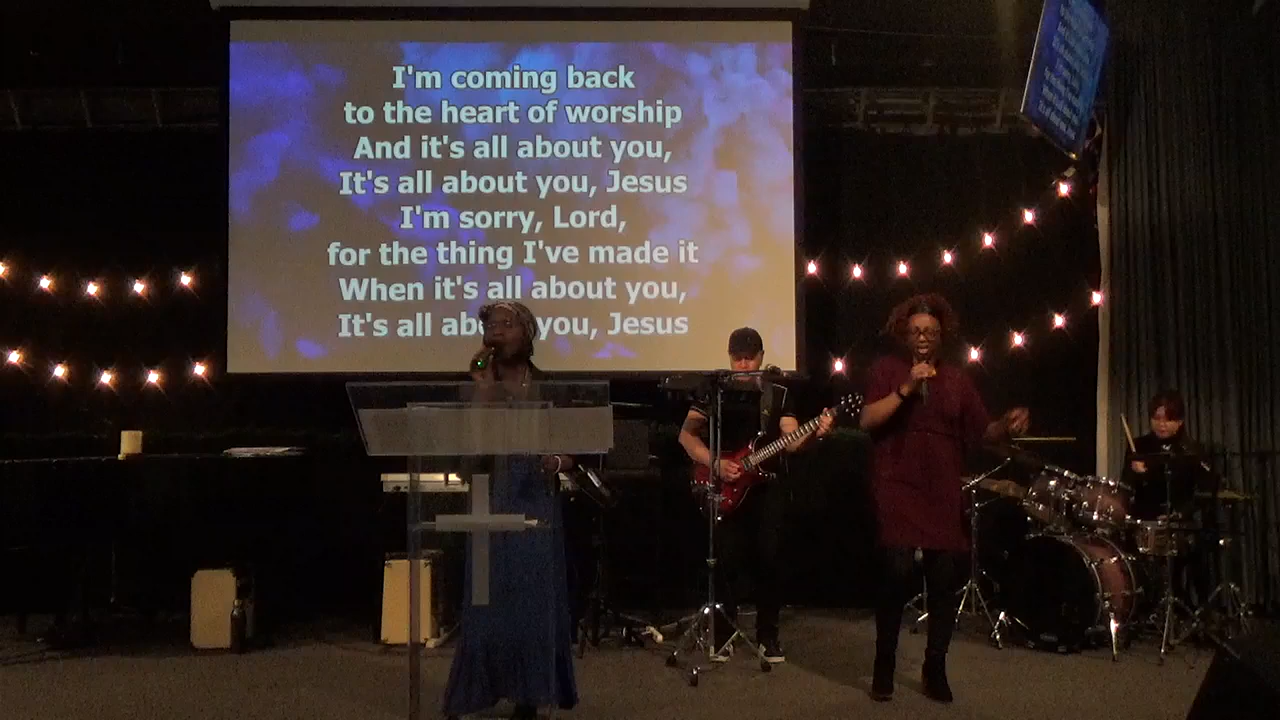 I'm coming back
to the heart of worship
And it's all about you,
It's all about you, Jesus
I'm sorry, Lord,
for the thing I've made it
When it's all about you,
It's all abo you, Jesus